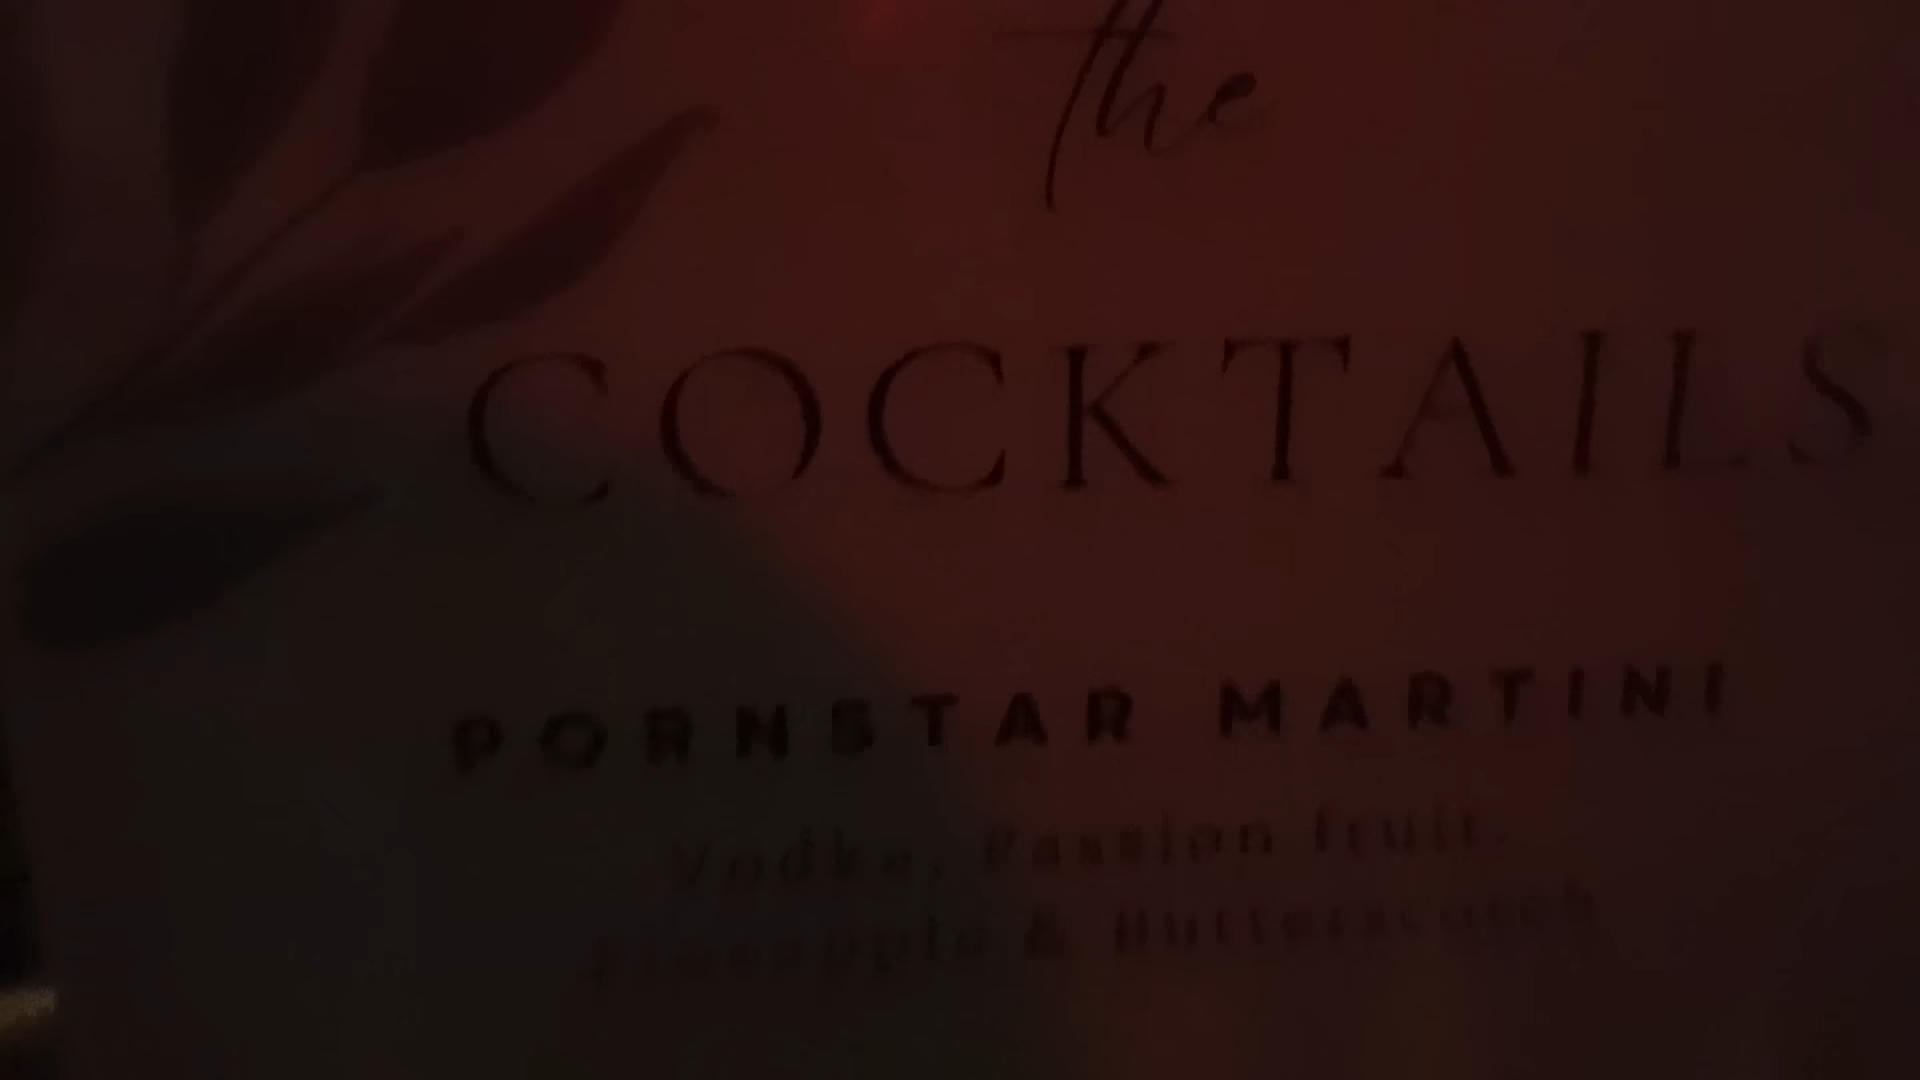 the
COCKTAILS
PORNSTAR MARTINI
Vodka, Passion fruit,
Pineapple & Butterscotch